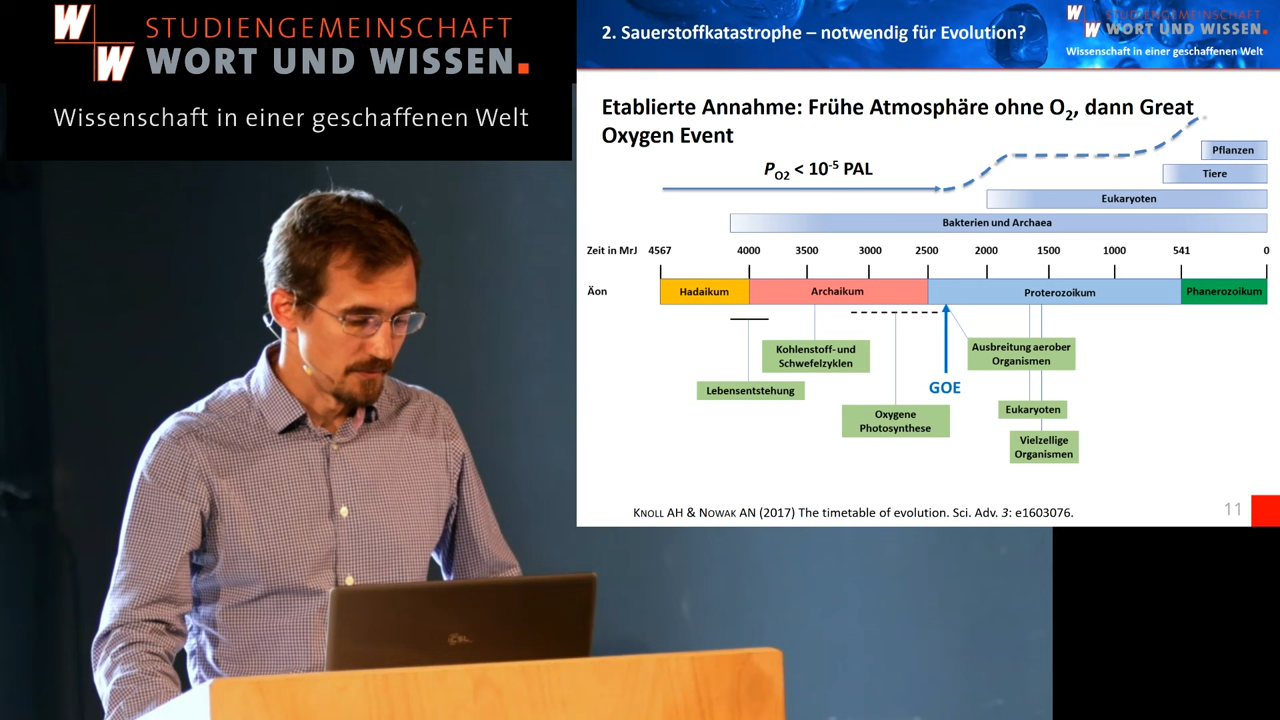 W W STUDIENGEMEINSCHAFT
WORT UND WISSEN.
Wissenschaft in einer geschaffenen Welt
2. Sauerstoffkatastrophe – notwendig für Evolution?
W W STUDIENGEMEINSCHAFT
WORT UND WISSEN.
Wissenschaft in einer geschaffenen Welt
Etablierte Annahme: Frühe Atmosphäre ohne O2, dann Great
Oxygen Event
PO2 < 10-5 PAL
Pflanzen
Tiere
Eukaryoten
Bakterien und Archaea
Zeit in MrJ 4567 4000 3500 3000 2500 2000 1500 1000 541 0
Äon Hadaikum Archaikum Proterozoikum Phanerozoikum
Kohlenstoff- und
Schwefelzyklen
Ausbreitung aerober
Organismen
Lebensentstehung
GOE
Oxygene
Photosynthese
Eukaryoten
Vielzellige
Organismen
KNOLL AH & NOWAK AN (2017) The timetable of evolution. Sci. Adv. 3: e1603076.
11